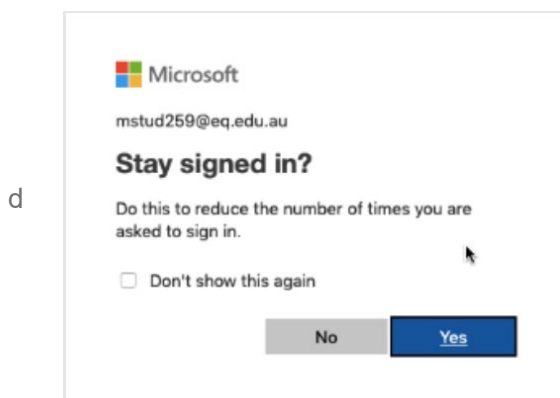 Microsoft
mstud259@eq.edu.au
Stay signed in?
d
Do this to reduce the number of times you are
asked to sign in.
Don't show this again
No Yes